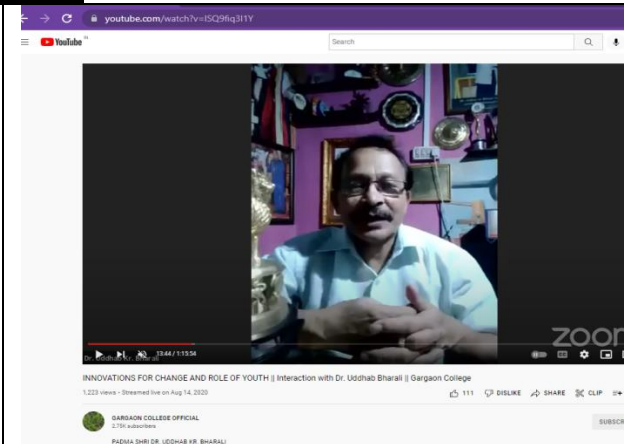 youtube.com/watch?v=ISQ96q3I1Y
YouTube IN
Search
zoom
Dr. Uddhab Kr. Bharali
13:44 / 1:15:54
INNOVATIONS FOR CHANGE AND ROLE OF YOUTH || Interaction with Dr. Uddhab Bharali || Gargaon College
1,223 views • Streamed live on Aug 14, 2020
111 DISLIKE SHARE CLIP
GARGAON COLLEGE OFFICIAL
SUBSCR
2.75K subscribers
PADMA SHRI DR. UDDHAB KR. BHARALI